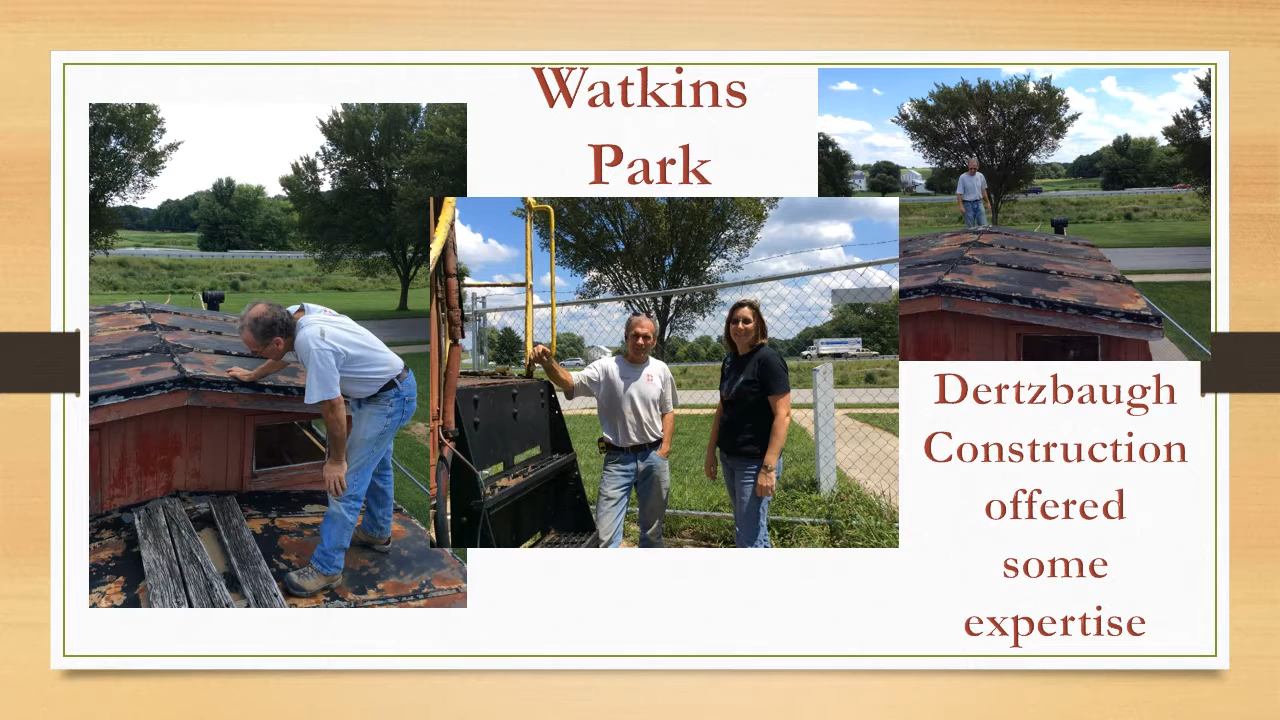 Watkins
Park
Dertzbaugh
Construction
offered
some
expertise